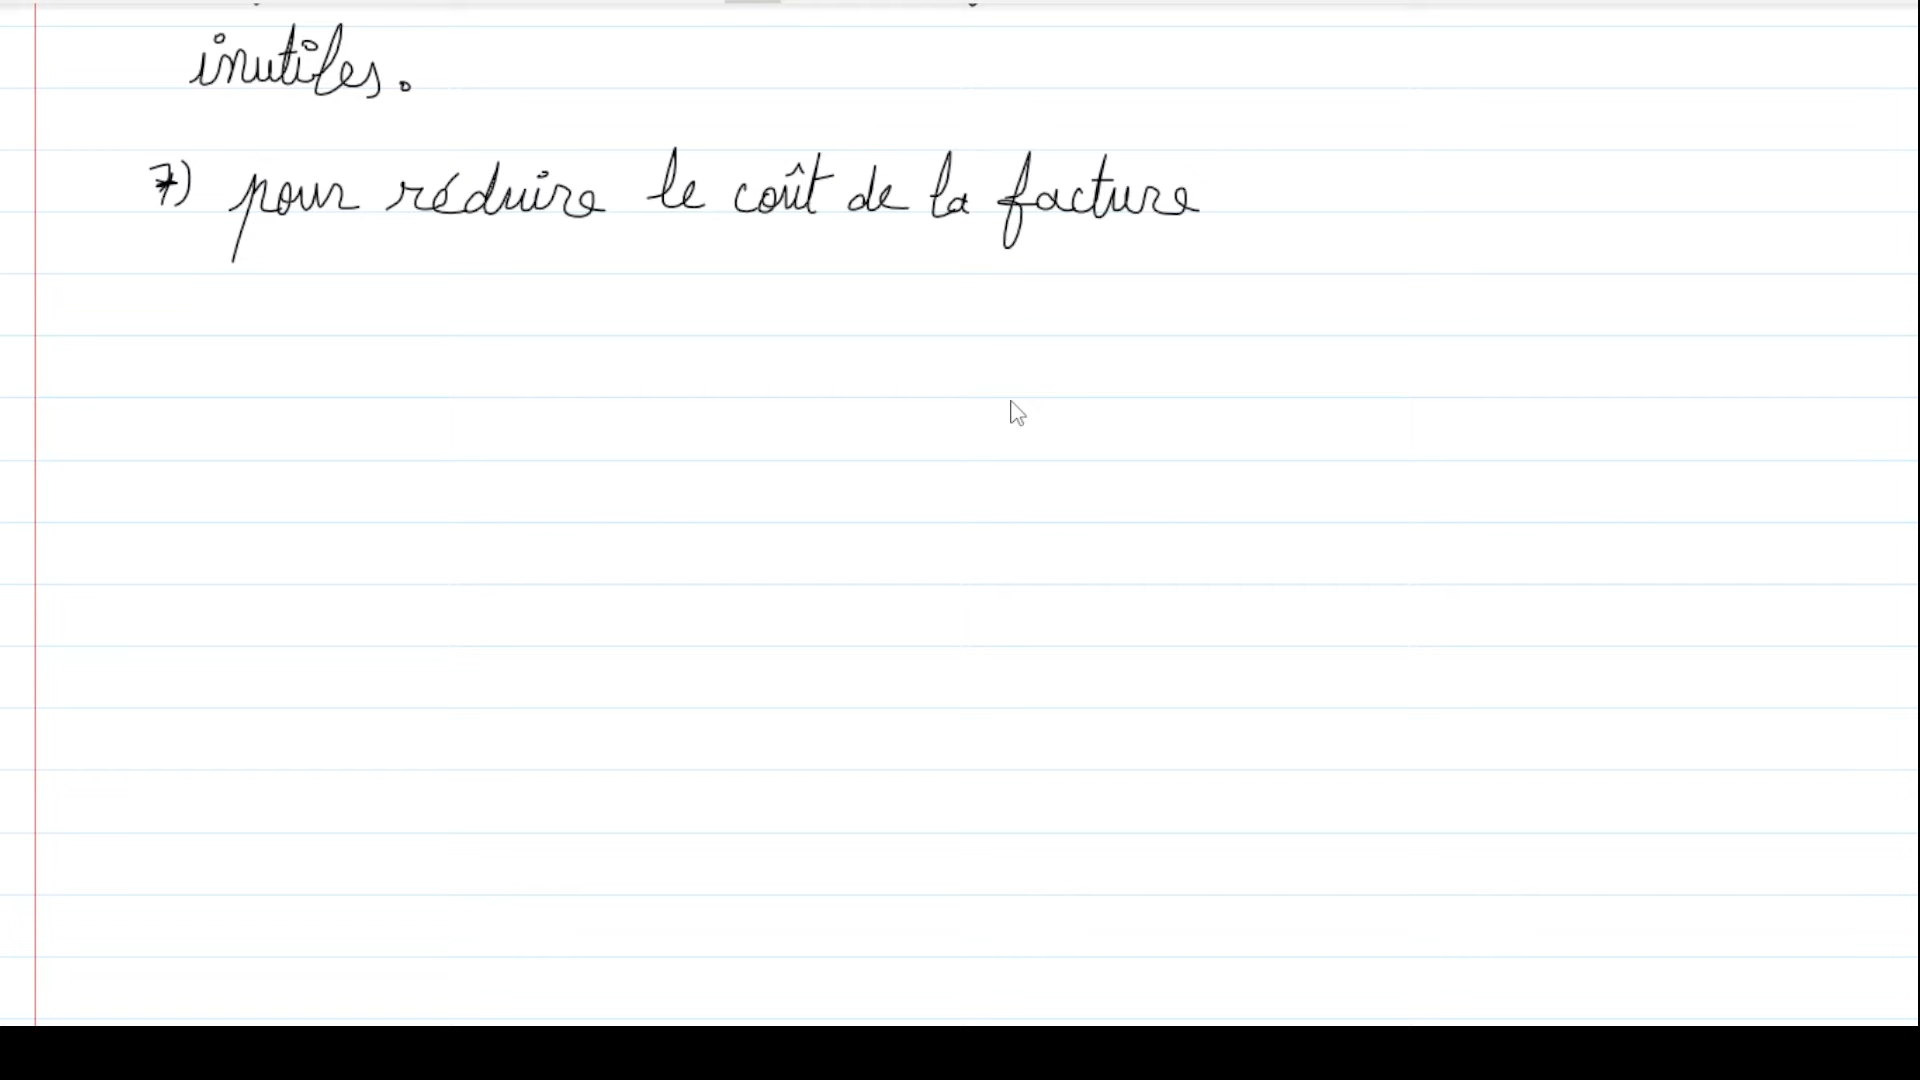 inutiles.
7) pour réduire le coût de la facture